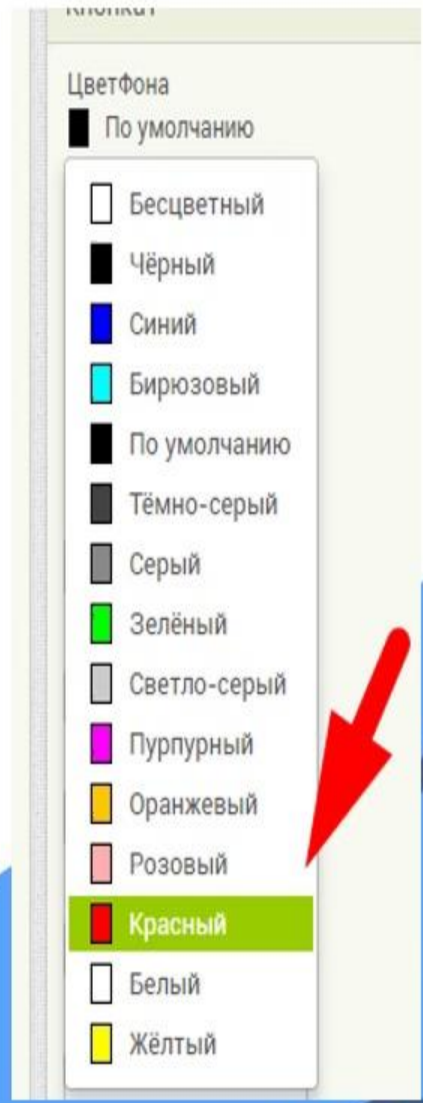 Кнопка1
ЦветФона
По умолчанию
Бесцветный
Чёрный
Синий
Бирюзовый
По умолчанию
Тёмно-серый
Серый
Зелёный
Светло-серый
Пурпурный
Оранжевый
Розовый
Красный
Белый
Жёлтый